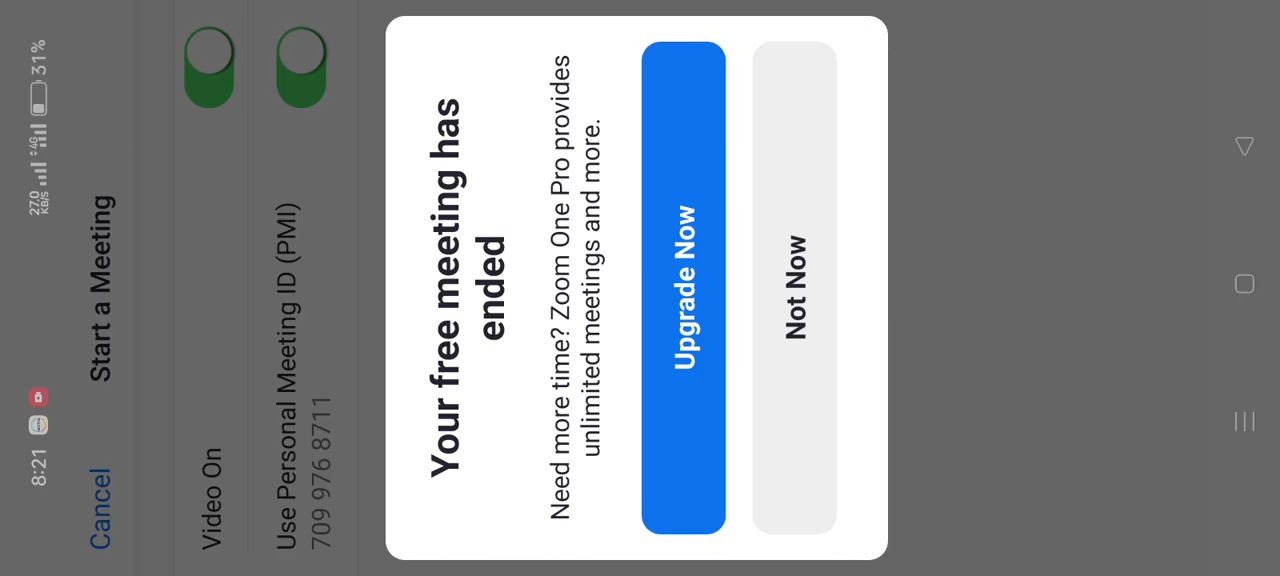 8:21
27.0
KB/S
4G
31%
Cancel
Start a Meeting
Video On
Use Personal Meeting ID (PMI)
709 976 8711
Your free meeting has
ended
Need more time? Zoom One Pro provides
unlimited meetings and more.
Upgrade Now
Not Now